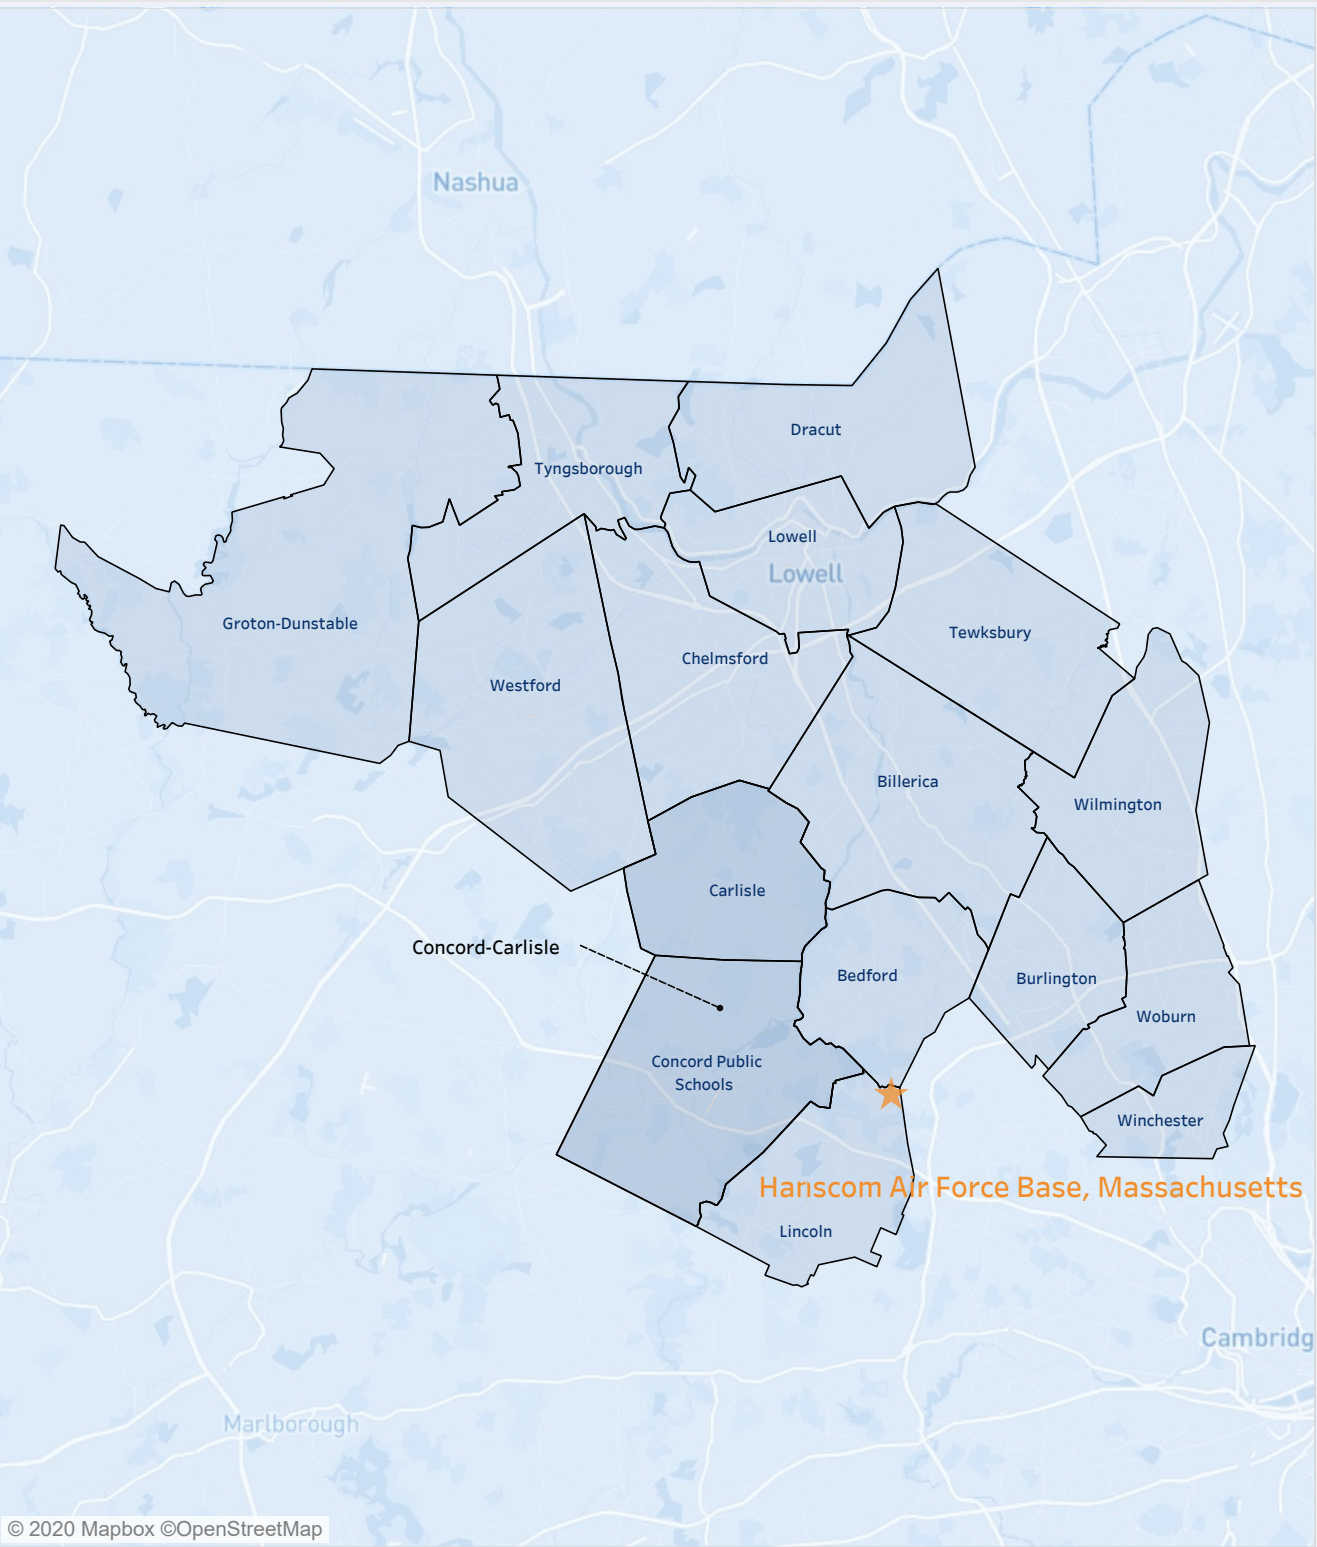 Nashua
Dracut
Tyngsborough
Lowell
Lowell
Groton-Dunstable
Tewksbury
Chelmsford
Westford
Billerica
Wilmington
Carlisle
Concord-Carlisle
Bedford
Burlington
Woburn
Concord Public
Schools
Winchester
Hanscom Air Force Base, Massachusetts
Lincoln
Cambridg
Marlborough
© 2020 Mapbox ©OpenStreetMap